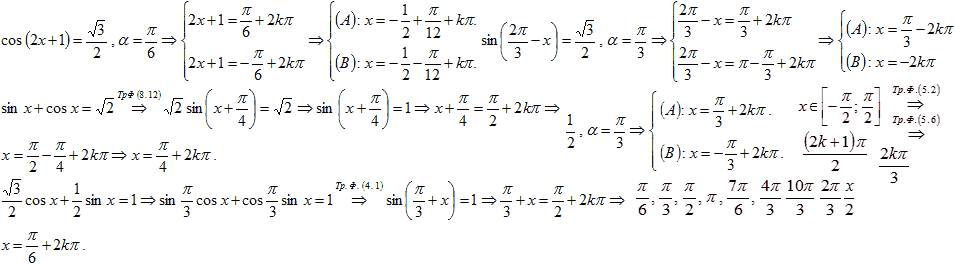 cos(2x+1)=√3/2, α=π/6 ⇒ { 2x+1=π/6+2kπ ; 2x+1=-π/6+2kπ ⇒ { (A): x=-1/2+π/12+kπ. ; (B): x=-1/2-π/12+kπ.
sin(2π/3-x)=√3/2, α=π/3 ⇒ { 2π/3-x=π/3+2kπ ; 2π/3-x=π-π/3+2kπ ⇒ { (A): x=π/3-2kπ ; (B): x=-2kπ
sin x+cos x=√2 Τρ.Φ.(8.12) ⇒ √2 sin(x+π/4)=√2 ⇒ sin(x+π/4)=1 ⇒ x+π/4=π/2+2kπ ⇒
x=π/2-π/4+2kπ ⇒ x=π/4+2kπ.
1/2, α=π/3 ⇒ { (A): x=π/3+2kπ. ; (B): x=-π/3+2kπ.
x∈[-π/2; π/2] Τρ.Φ.(5.2) ⇒
Τρ.Φ.(5.6) ⇒
(2k+1)π/2 2kπ/3
√3/2 cos x+1/2 sin x=1 ⇒ sin π/3 cos x+cos π/3 sin x=1 Τρ.Φ.(4.1) ⇒ sin(π/3+x)=1 ⇒ π/3+x=π/2+2kπ ⇒
x=π/6+2kπ.
π/6, π/3, π/2, π, 7π/6, 4π/3 10π/3 2π/3 x/2